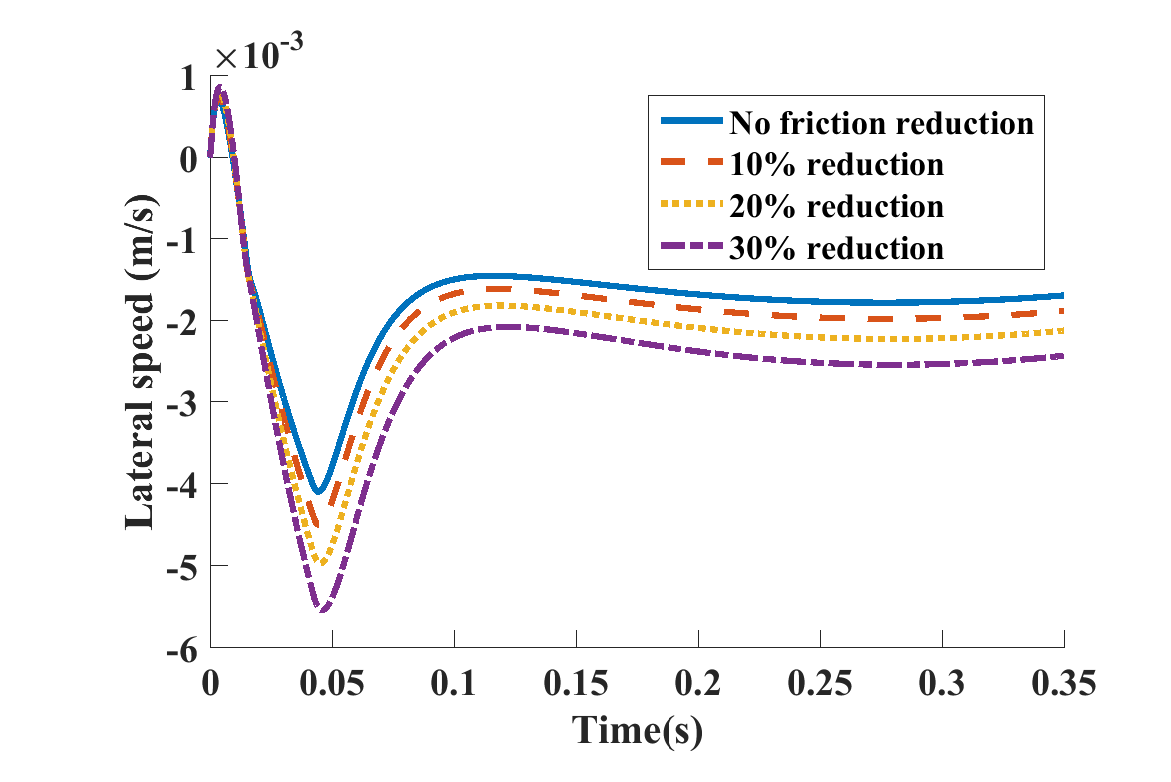 ×10-3
1
0
-1
-2
-3
-4
-5
-6
Lateral speed (m/s)
No friction reduction
10% reduction
20% reduction
30% reduction
0 0.05 0.1 0.15 0.2 0.25 0.3 0.35
Time(s)